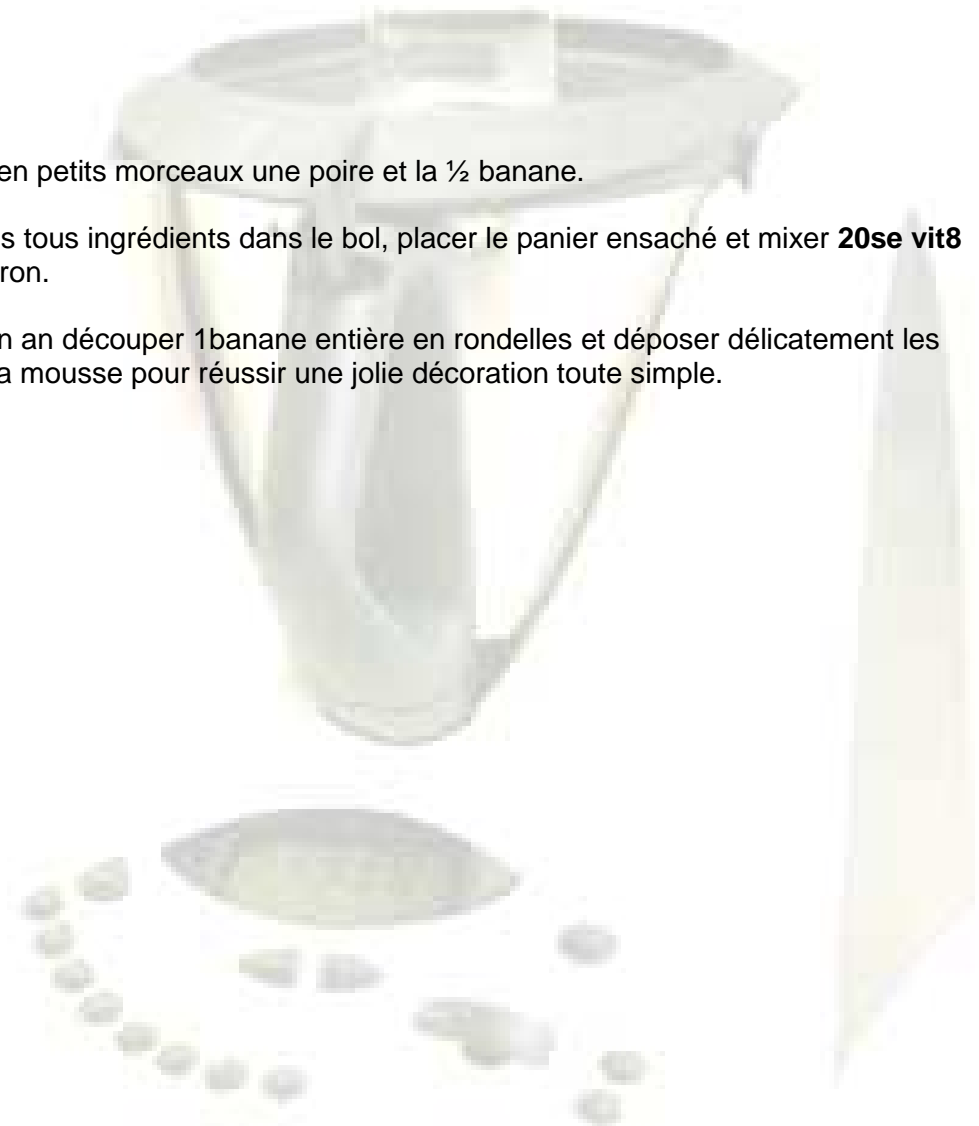 en petits morceaux une poire et la ½ banane.
s tous ingrédients dans le bol, placer le panier ensaché et mixer 20se vit8
ron.
n an découper 1banane entière en rondelles et déposer délicatement les
a mousse pour réussir une jolie décoration toute simple.